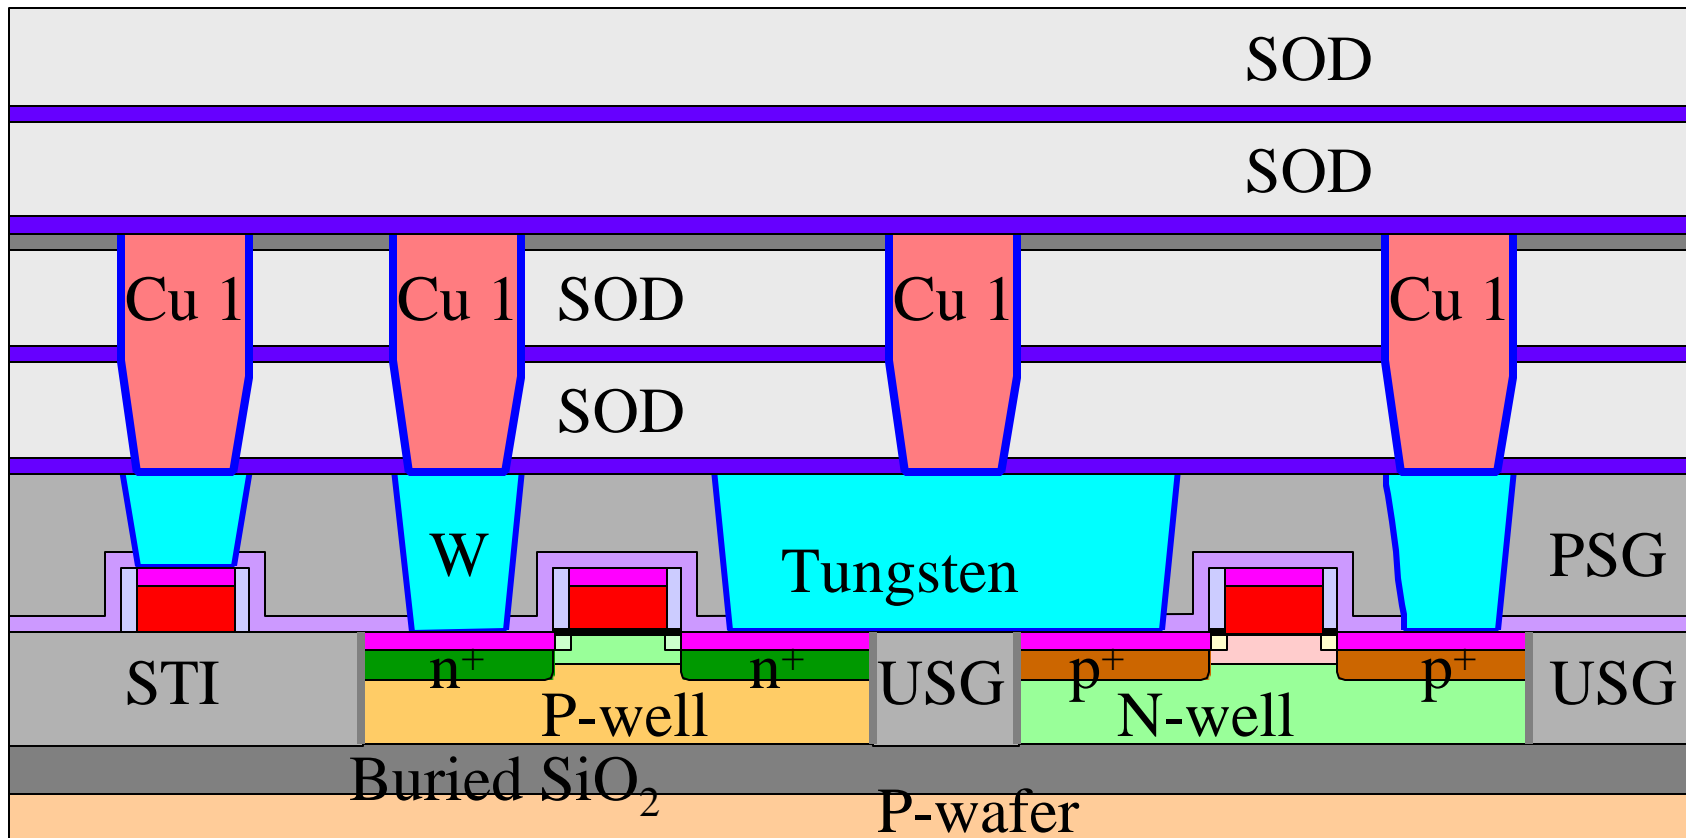 SOD
SOD
Cu 1 Cu 1 SOD Cu 1 Cu 1
SOD
W Tungsten PSG
STI n⁺ n⁺ USG p⁺ p⁺ USG
P-well N-well
Buried SiO₂
P-wafer